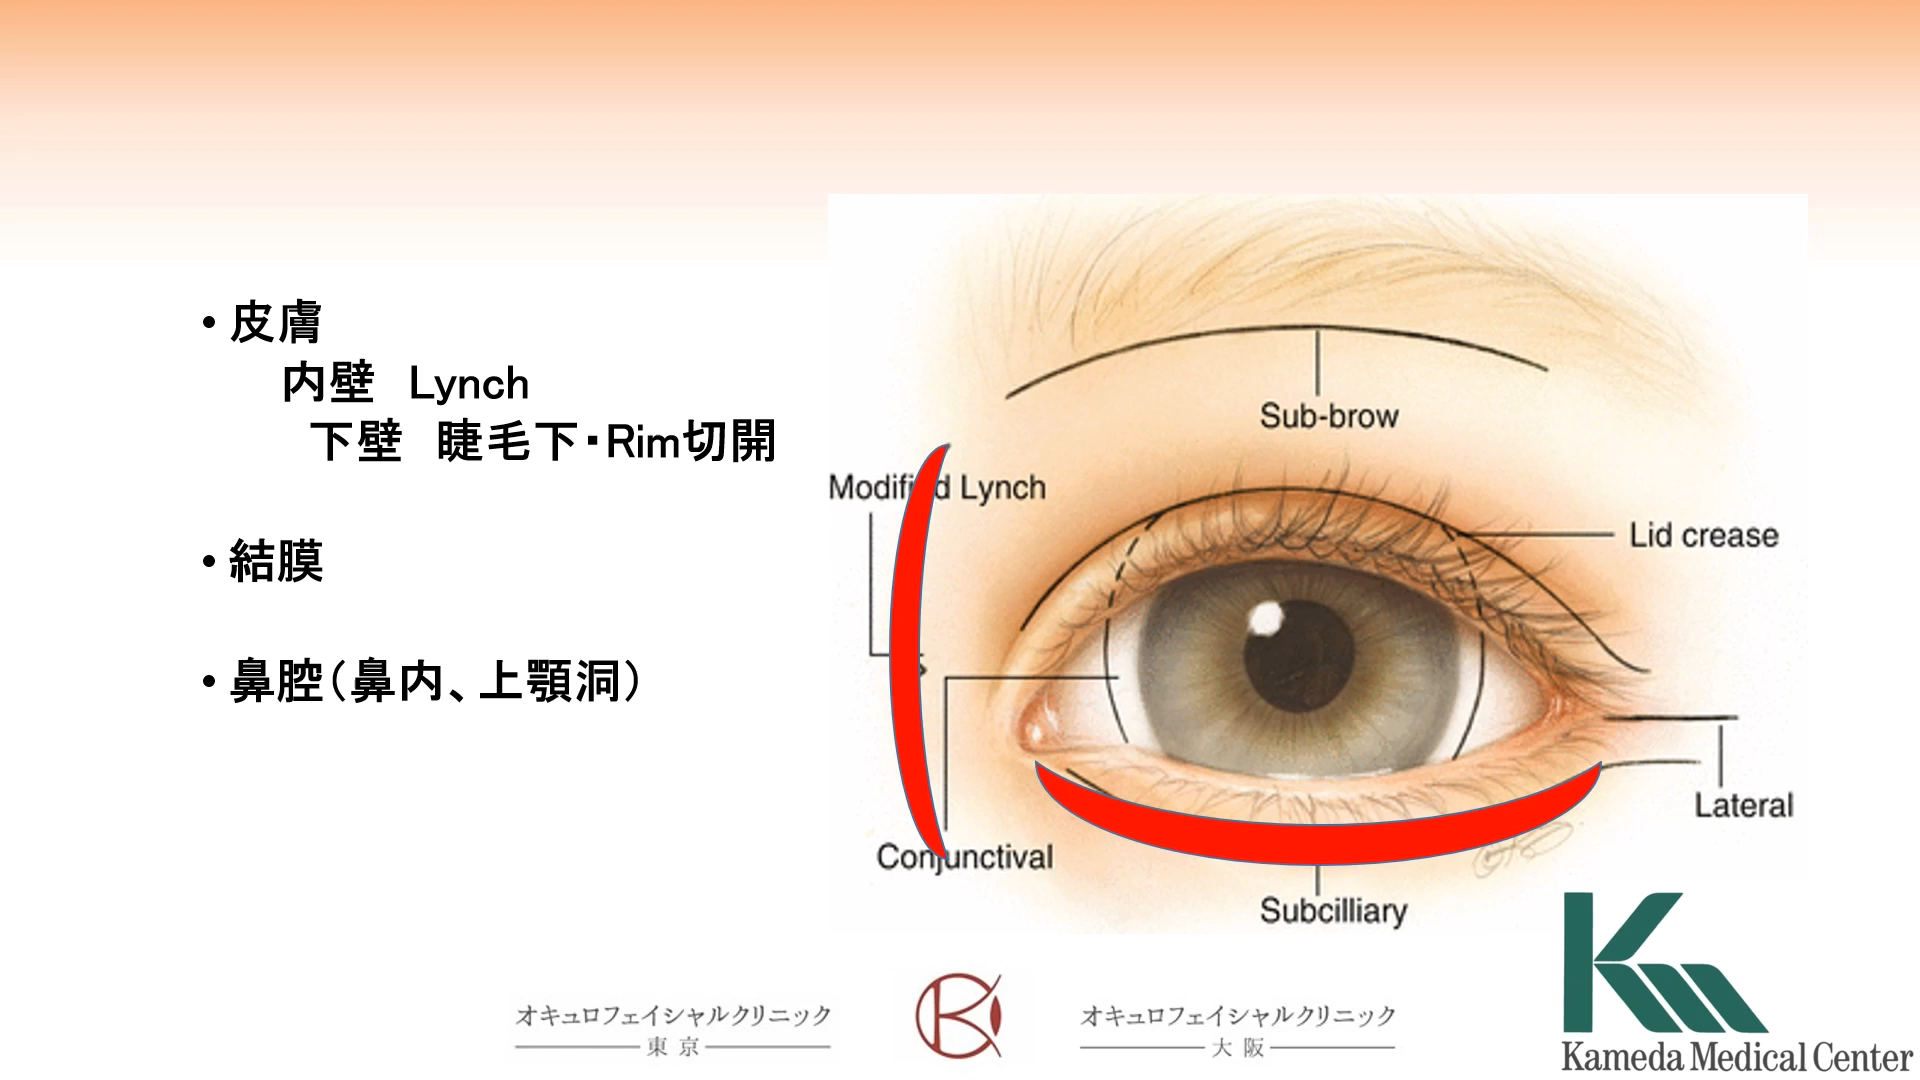 • 皮膚
内壁　Lynch
下壁　睫毛下・Rim切開
• 結膜
• 鼻腔（鼻内、上顎洞）
Sub-brow
Modified Lynch
Lid crease
Lateral
Conjunctival
Subcilliary
オキュロフェイシャルクリニック
東京
オキュロフェイシャルクリニック
大阪
Kameda Medical Center